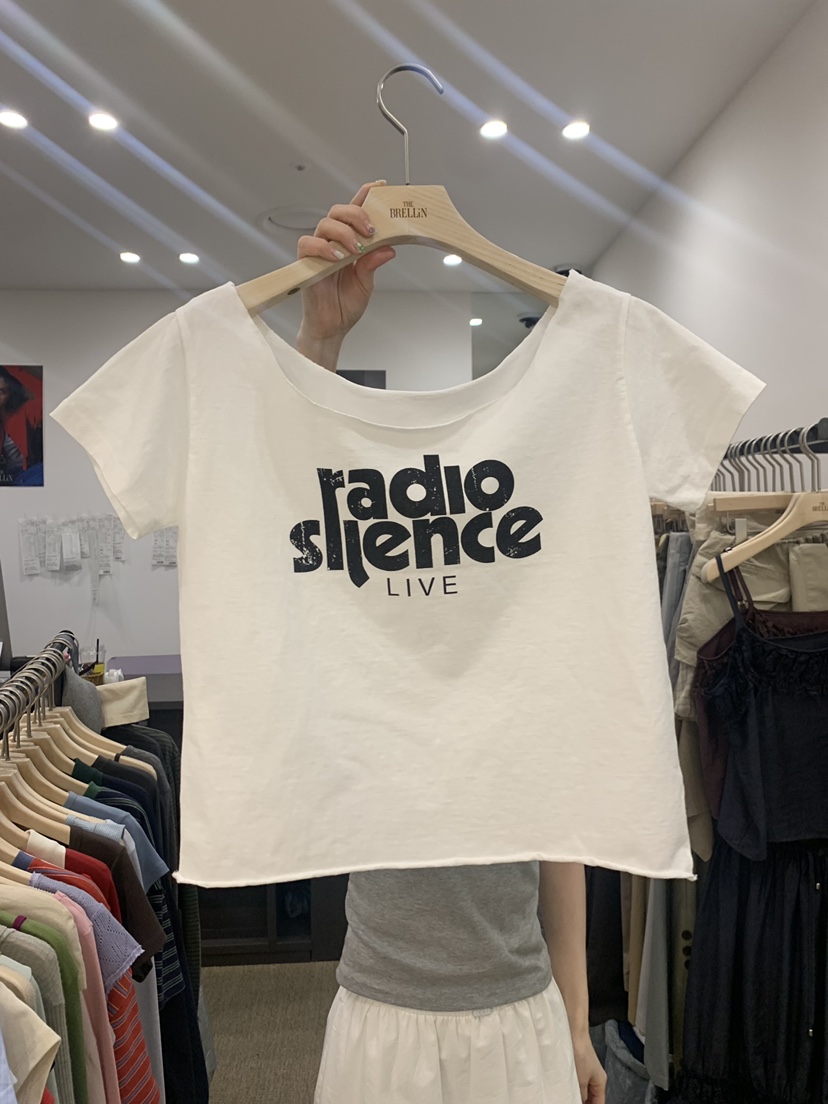 THE
BRELLiN
radio
silence
LIVE